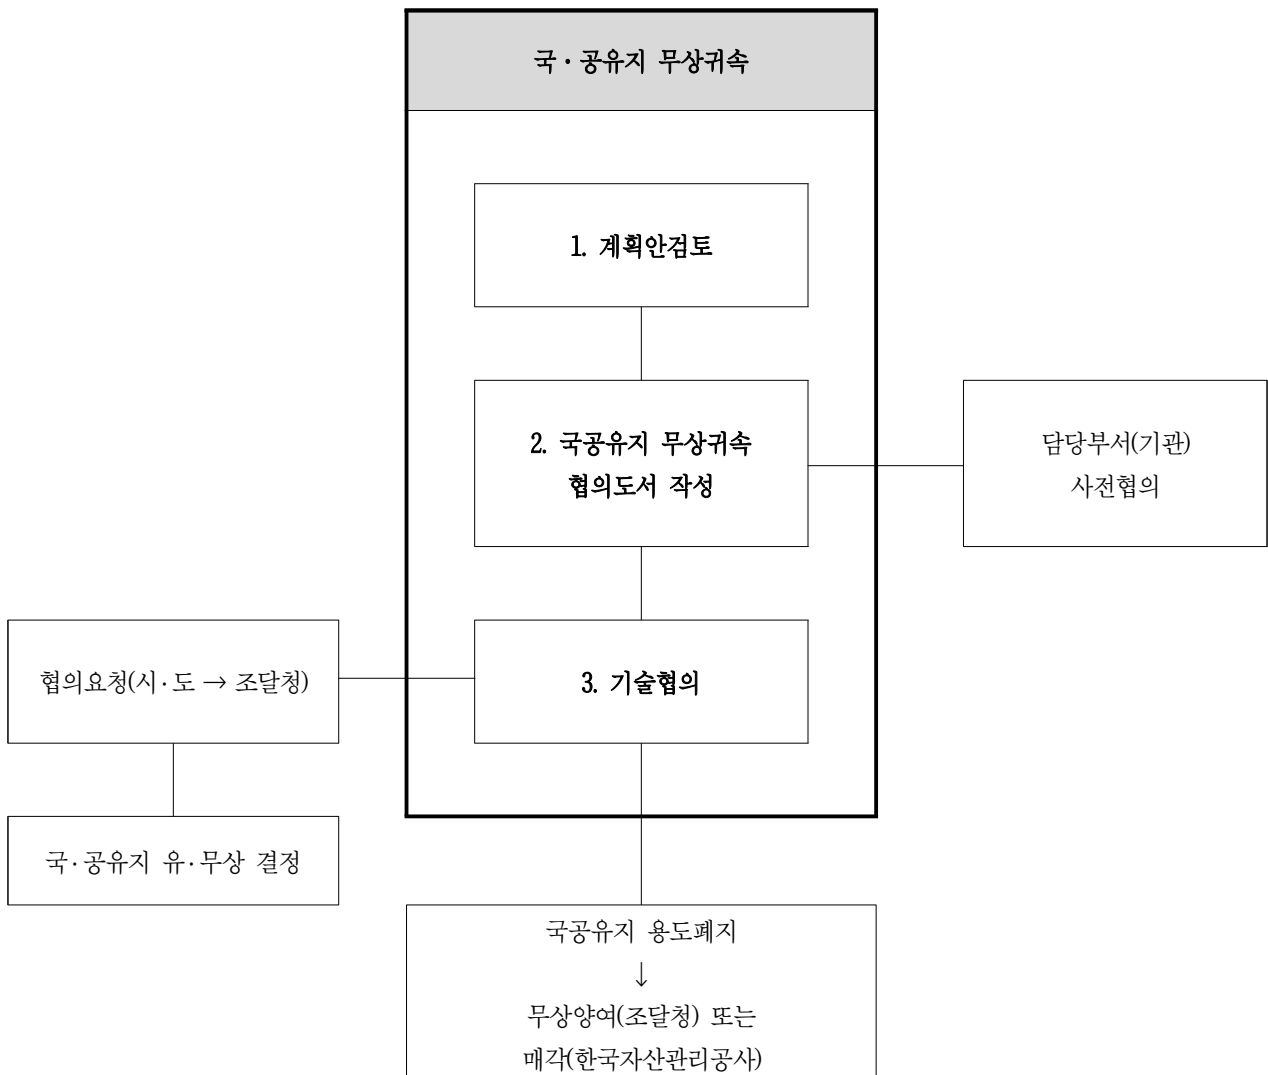 국·공유지 무상귀속
1. 계획안검토
2. 국공유지 무상귀속
협의도서 작성
담당부서(기관)
사전협의
협의요청(시·도 → 조달청)
3. 기술협의
국·공유지 유·무상 결정
국공유지 용도폐지
↓
무상양여(조달청) 또는
매각(한국자산관리공사)